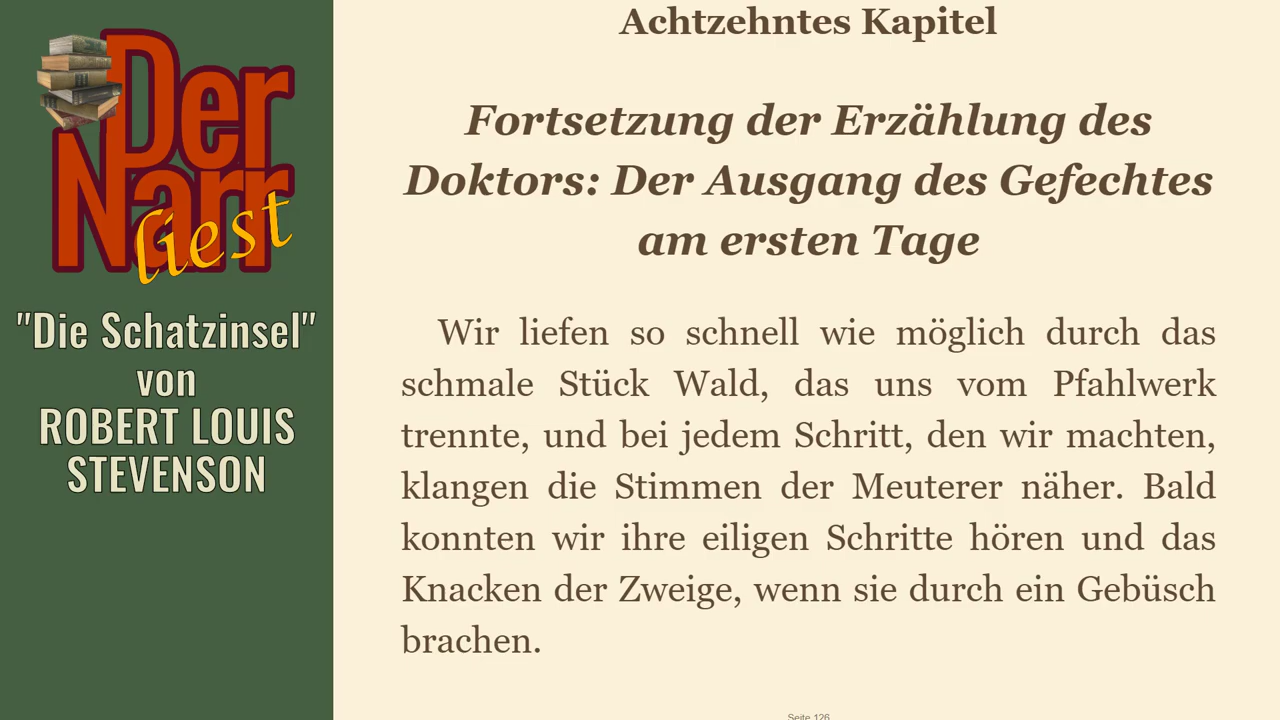 Der
Narr
liest
"Die Schatzinsel"
von
ROBERT LOUIS
STEVENSON
Achtzehntes Kapitel
Fortsetzung der Erzählung des
Doktors: Der Ausgang des Gefechtes
am ersten Tage
Wir liefen so schnell wie möglich durch das
schmale Stück Wald, das uns vom Pfahlwerk
trennte, und bei jedem Schritt, den wir machten,
klangen die Stimmen der Meuterer näher. Bald
konnten wir ihre eiligen Schritte hören und das
Knacken der Zweige, wenn sie durch ein Gebüsch
brachen.
Seite 126